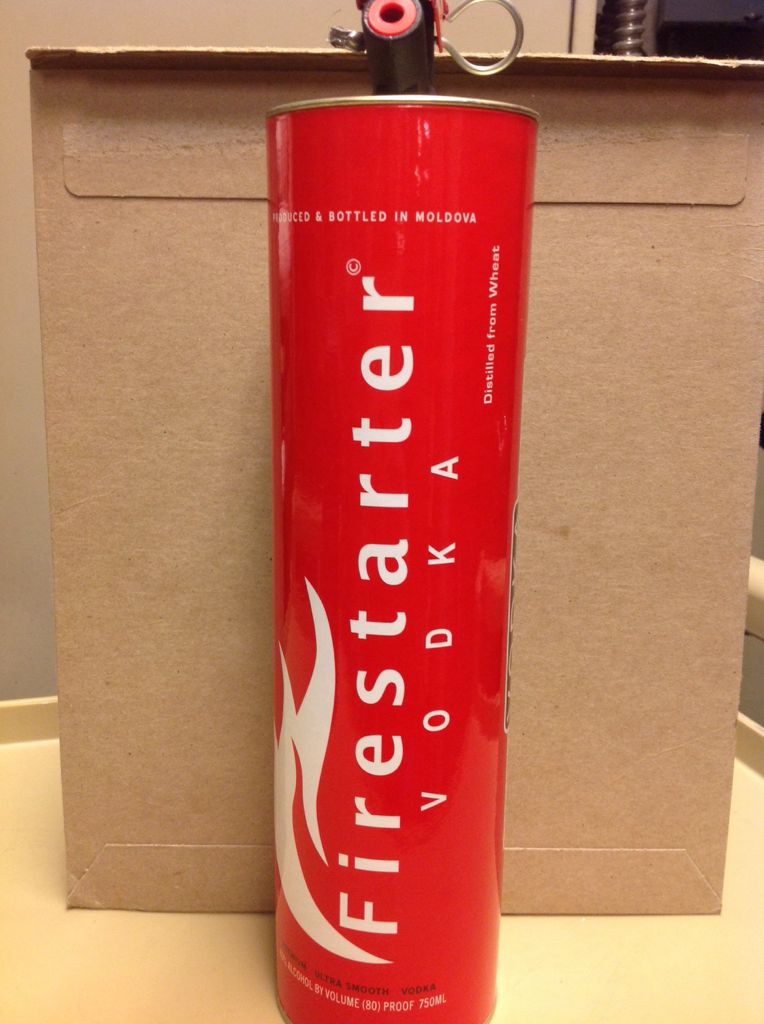 PRODUCED & BOTTLED IN MOLDOVA
Firestarter©
VODKA
Distilled from Wheat
ULTRA SMOOTH VODKA
ALCOHOL BY VOLUME (80) PROOF 750ML